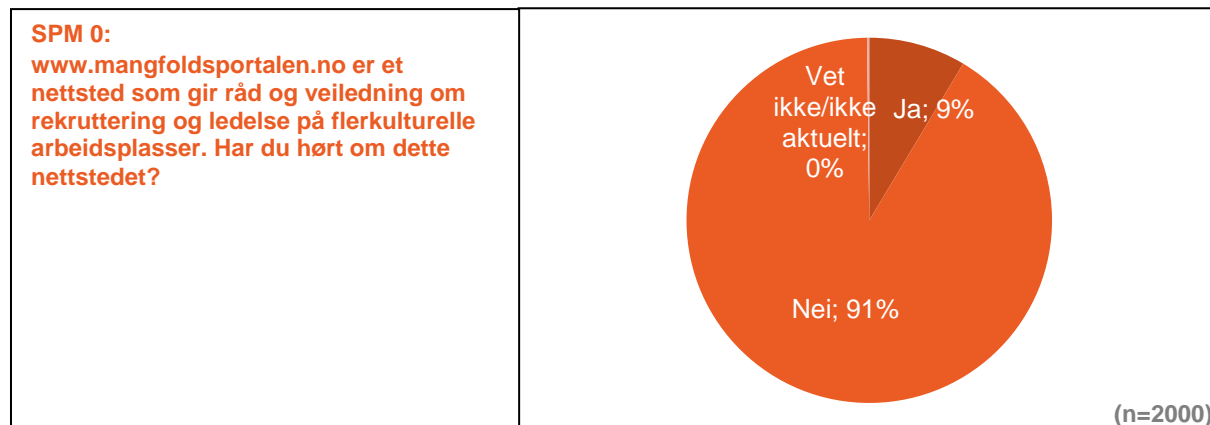 SPM 0:
www.mangfoldsportalen.no er et
nettsted som gir råd og veiledning om
rekruttering og ledelse på flerkulturelle
arbeidsplasser. Har du hørt om dette
nettstedet?
Vet
ikke/ikke
aktuelt;
0%
Ja; 9%
Nei; 91%
(n=2000)